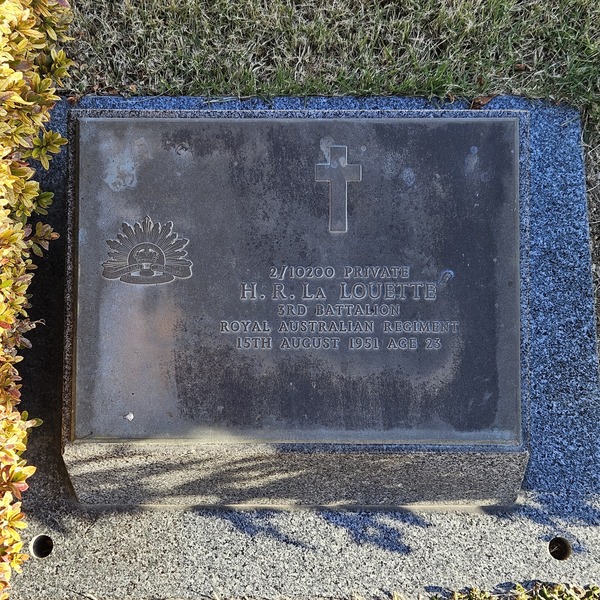 2/10200 PRIVATE
H. R. LA LOUETTE
3RD BATTALION
ROYAL AUSTRALIAN REGIMENT
15TH AUGUST 1951 AGE 23